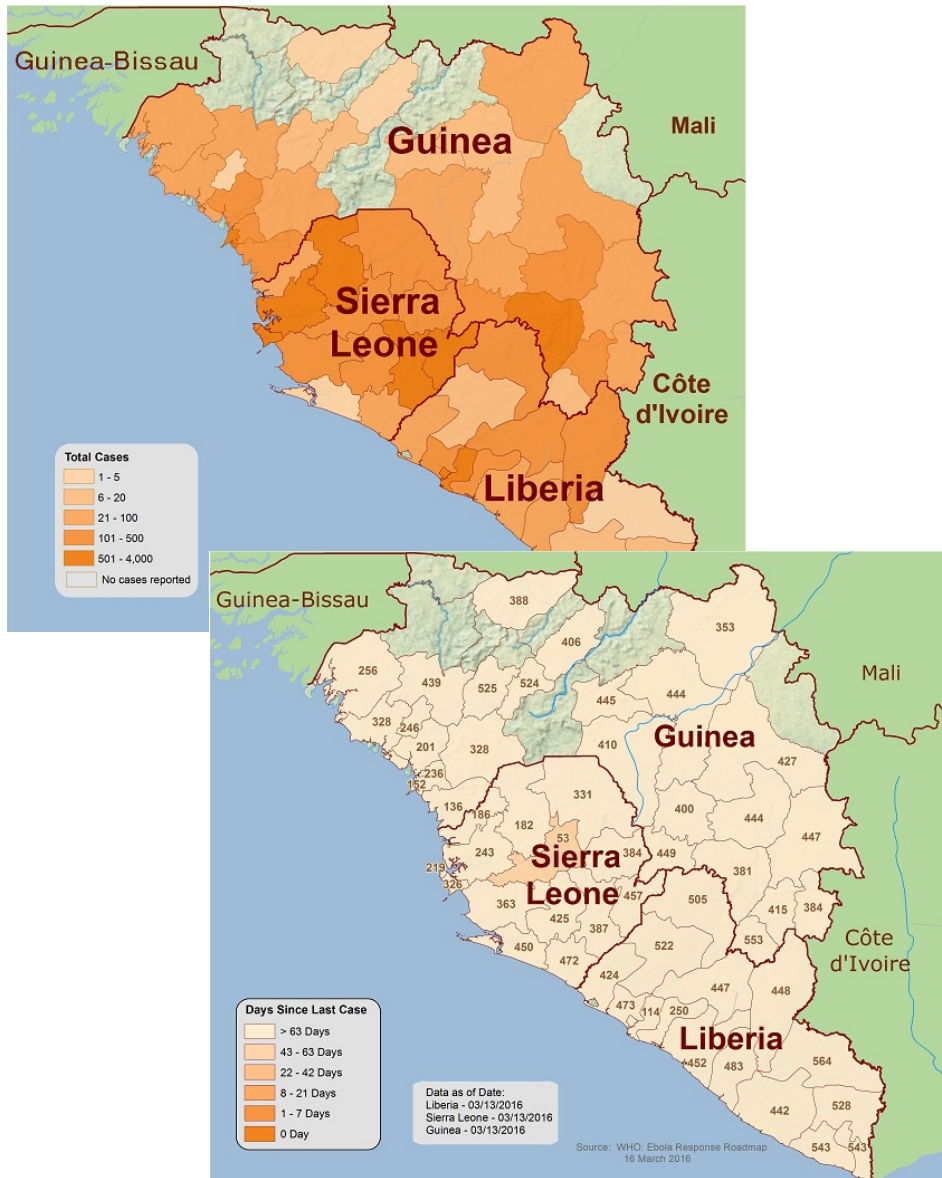 Guinea-Bissau
Guinea
Mali
Sierra
Leone
Côte
d'Ivoire
Liberia
Total Cases
1 - 5
6 - 20
21 - 100
101 - 500
501 - 4,000
No cases reported
Guinea-Bissau
388
406
353
256
439
525
524
445
444
Mali
328
246
201
328
410
Guinea
236
152
427
136
186
331
182
400
444
53
447
243
Sierra
384
449
219
326
Leone
457
381
505
363
425
387
415
384
450
522
553
Côte
472
424
d'Ivoire
447
448
473
114
250
Liberia
452
483
564
442
528
543
543
Days Since Last Case
> 63 Days
43 - 63 Days
22 - 42 Days
8 - 21 Days
1 - 7 Days
0 Day
Data as of Date:
Liberia - 03/13/2016
Sierra Leone - 03/13/2016
Guinea - 03/13/2016
Source: WHO: Ebola Response Roadmap
16 March 2016